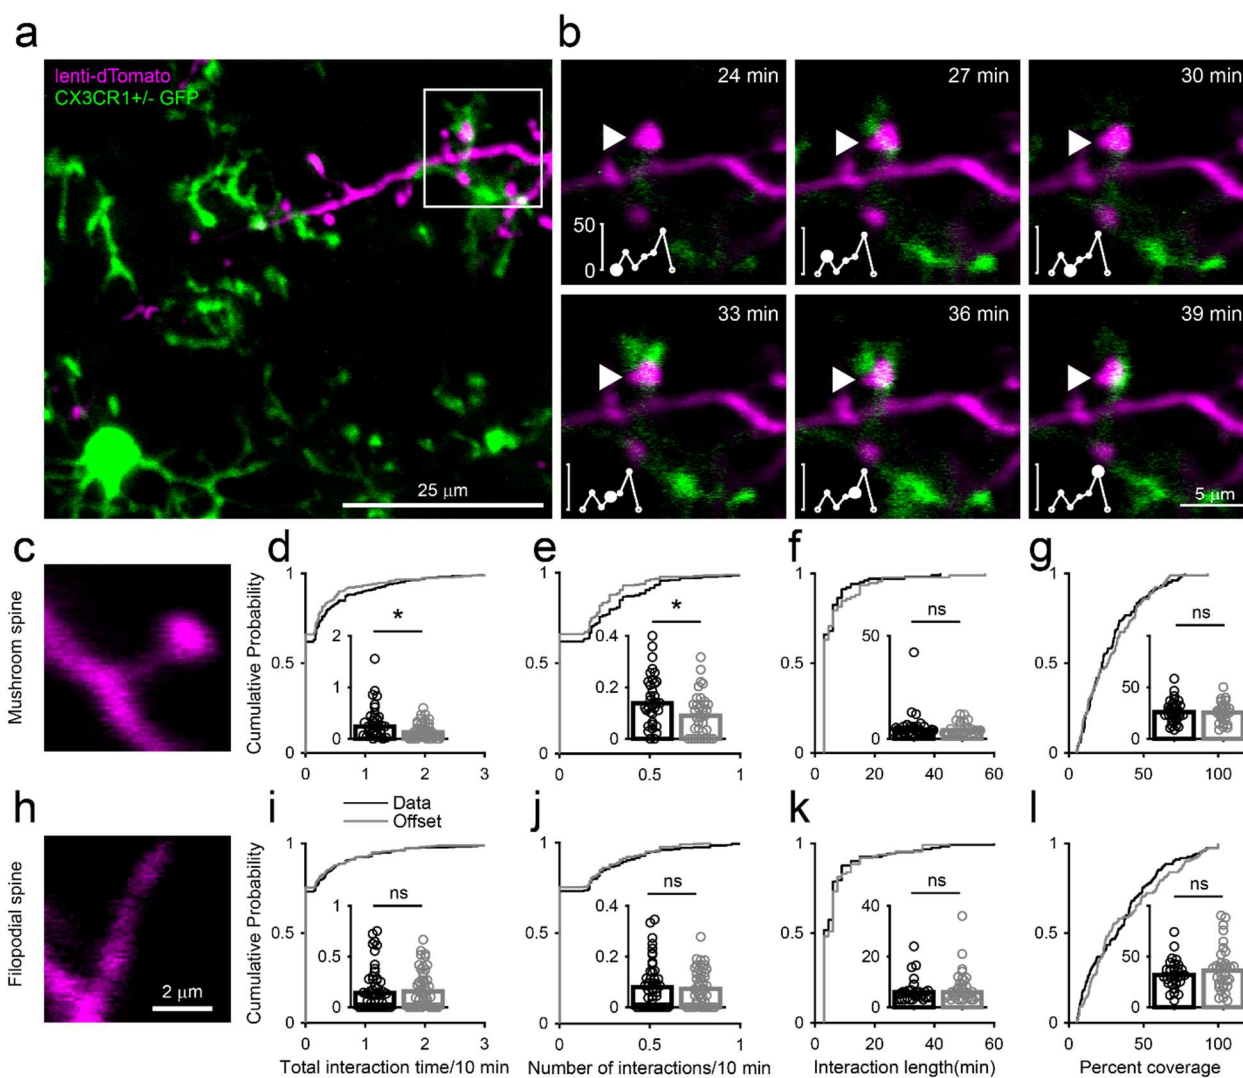 a
b
lenti-dTomato
CX3CR1+/- GFP
25 μm
24 min
27 min
30 min
50
0
33 min
36 min
39 min
5 μm
c
d
e
f
g
Mushroom spine
Cumulative Probability
1
0.5
0
2
1
0
*
0 1 2 3
1
0.5
0
0.4
0.2
0
*
0 0.5 1
1
0.5
0
50
0
ns
0 20 40 60
1
0.5
0
50
0
ns
0 50 100
h
i
j
k
l
Data
Offset
Filopodial spine
2 μm
Cumulative Probability
1
0.5
0
1
0.5
0
ns
0 1 2 3
Total interaction time/10 min
1
0.5
0
0.4
0.2
0
ns
0 0.5 1
Number of interactions/10 min
1
0.5
0
40
20
0
ns
0 20 40 60
Interaction length(min)
1
0.5
0
100
50
0
ns
0 50 100
Percent coverage